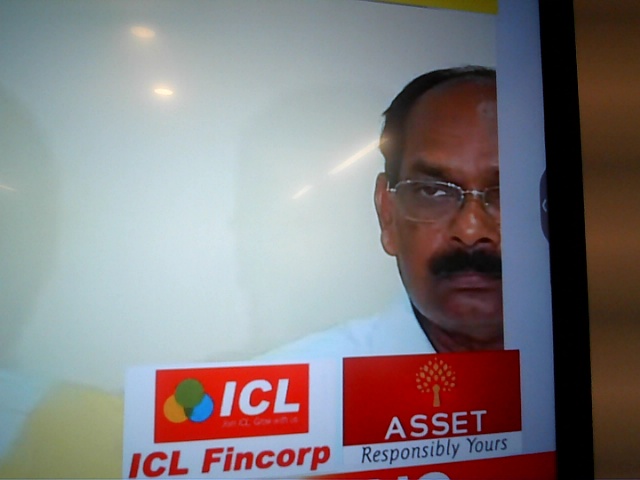 ICL
Join ICL. Grow with us
ICL Fincorp
ASSET
Responsibly Yours